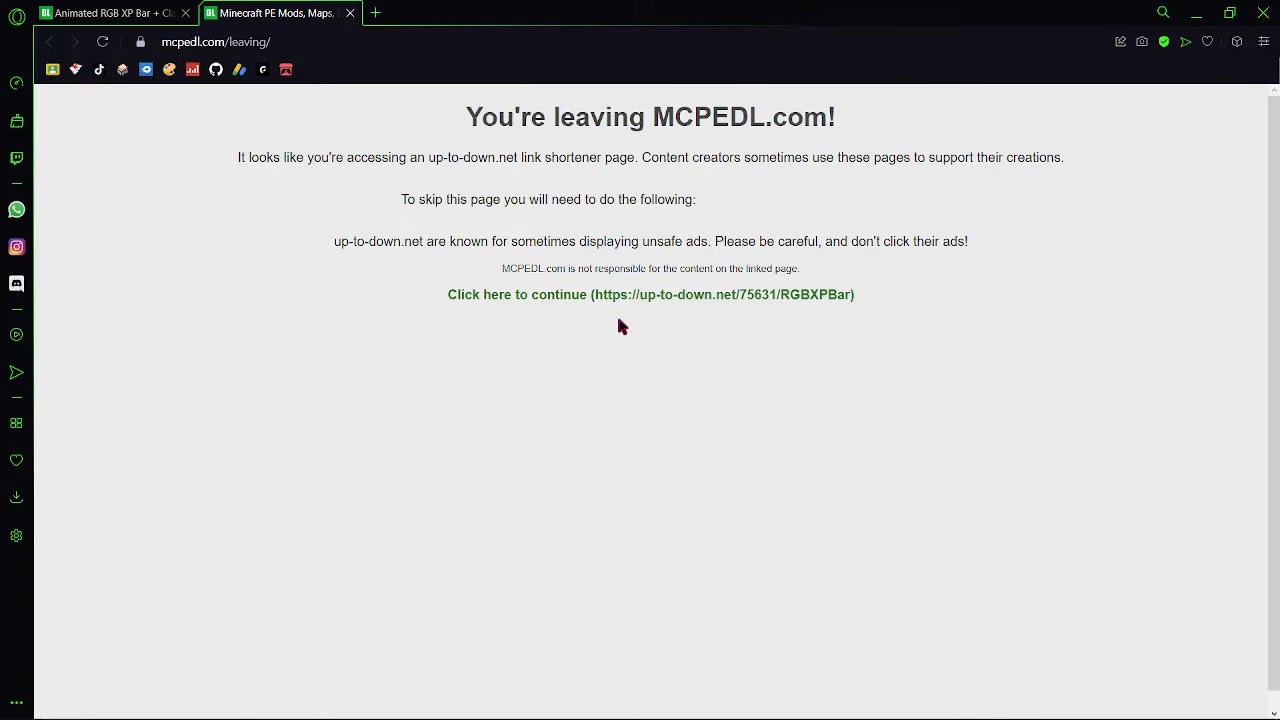 Animated RGB XP Bar + Cla
Minecraft PE Mods, Maps,
mcpedl.com/leaving/
You're leaving MCPEDL.com!
It looks like you're accessing an up-to-down.net link shortener page. Content creators sometimes use these pages to support their creations.
To skip this page you will need to do the following:
up-to-down.net are known for sometimes displaying unsafe ads. Please be careful, and don't click their ads!
MCPEDL.com is not responsible for the content on the linked page.
Click here to continue (https://up-to-down.net/75631/RGBXPBar)